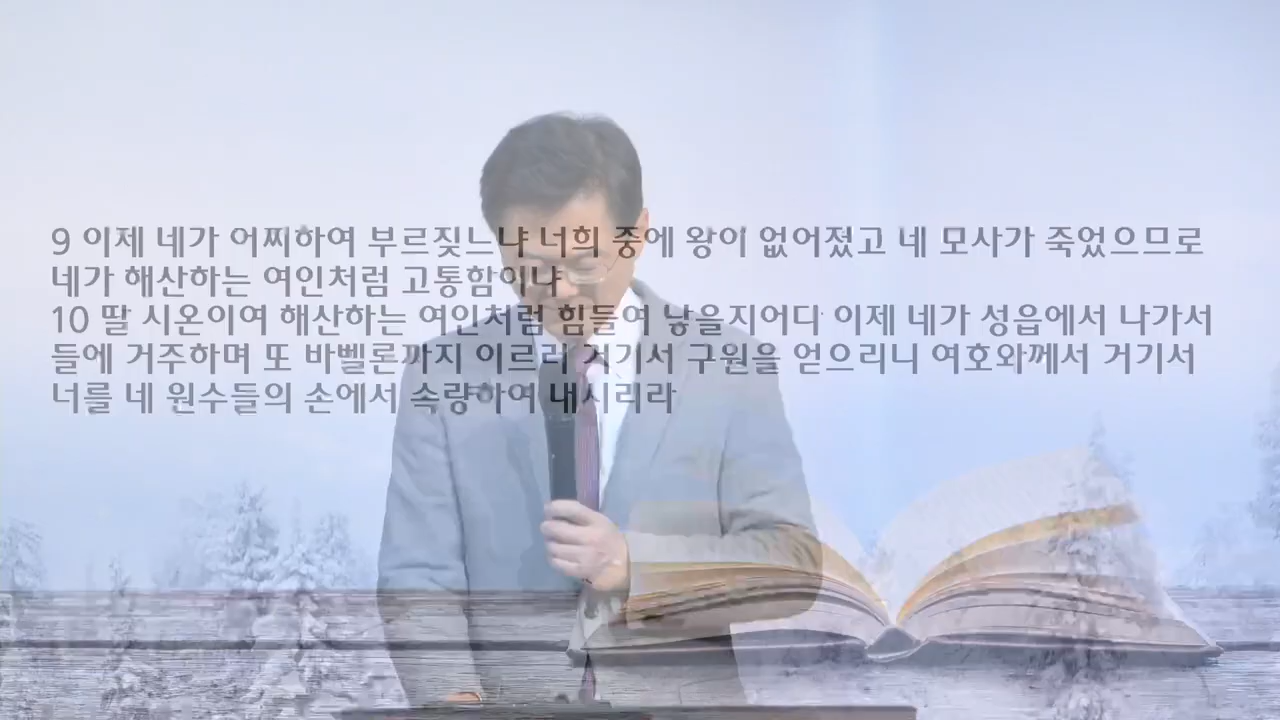 9 이제 네가 어찌하여 부르짖느냐 너희 중에 왕이 없어졌고 네 모사가 죽었으므로
네가 해산하는 여인처럼 고통함이냐
10 딸 시온이여 해산하는 여인처럼 힘들여 낳을지어다 이제 네가 성읍에서 나가서
들에 거주하며 또 바벨론까지 이르러 거기서 구원을 얻으리니 여호와께서 거기서
너를 네 원수들의 손에서 속량하여 내시리라